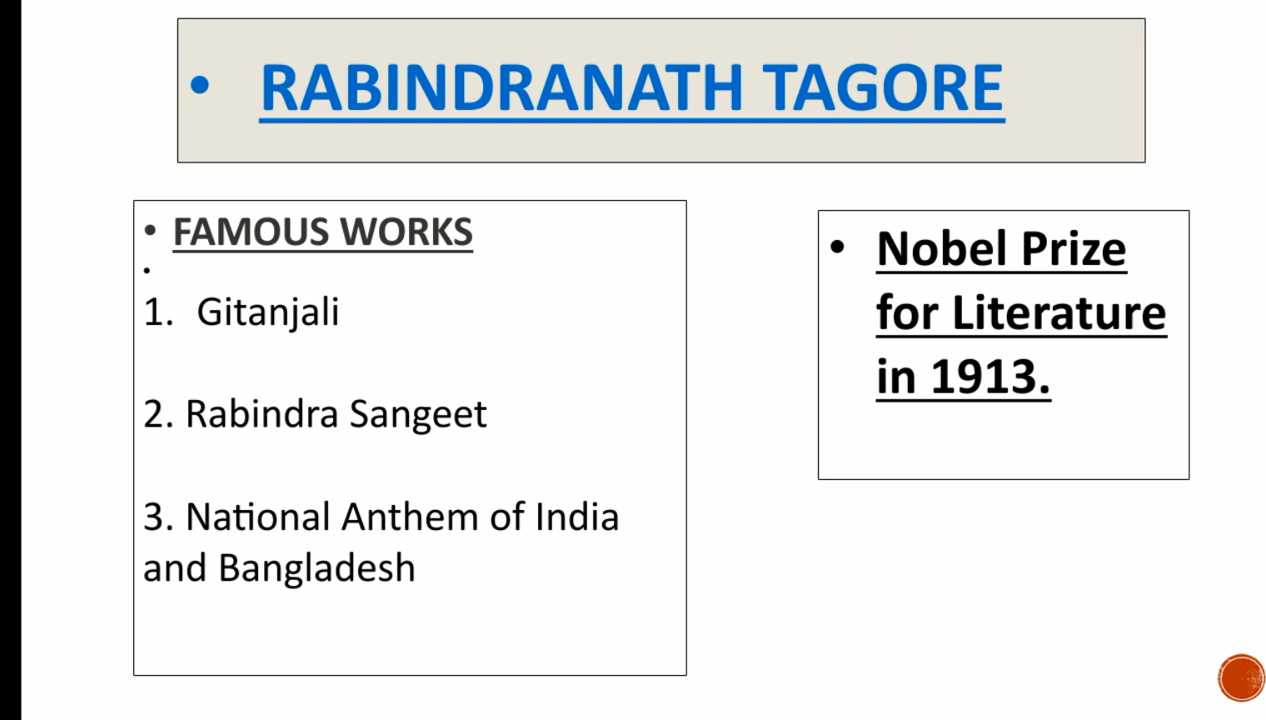 • RABINDRANATH TAGORE
• FAMOUS WORKS
•
1. Gitanjali
2. Rabindra Sangeet
3. National Anthem of India
and Bangladesh
• Nobel Prize
for Literature
in 1913.